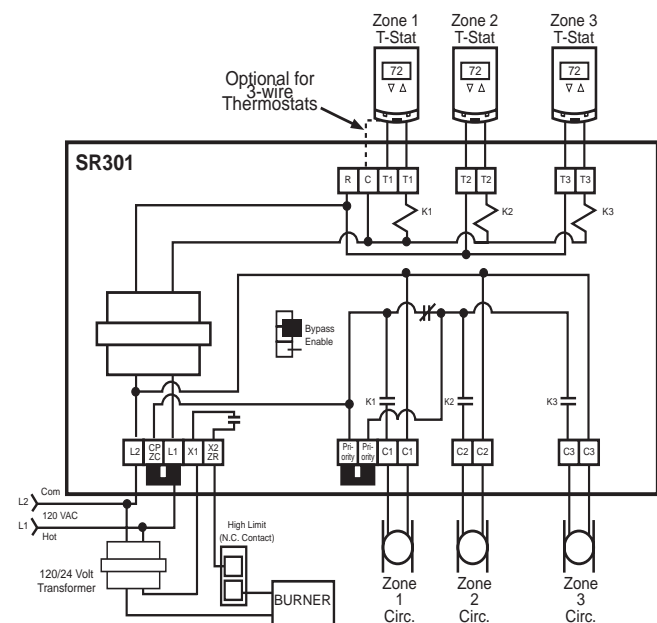 Zone 1 Zone 2 Zone 3
T-Stat T-Stat T-Stat
72 72 72
Optional for
3-wire
Thermostats
SR301
R C T1 T1 T2 T2 T3 T3
K1 K2 K3
Bypass
Enable
K1 K2 K3
L2 CP ZC L1 X1 X2 ZR Pri-ority Pri-ority C1 C1 C2 C2 C3 C3
L2 Com
120 VAC
L1 Hot
High Limit
(N.C. Contact)
120/24 Volt
Transformer
BURNER
Zone Zone Zone
1 2 3
Circ. Circ. Circ.